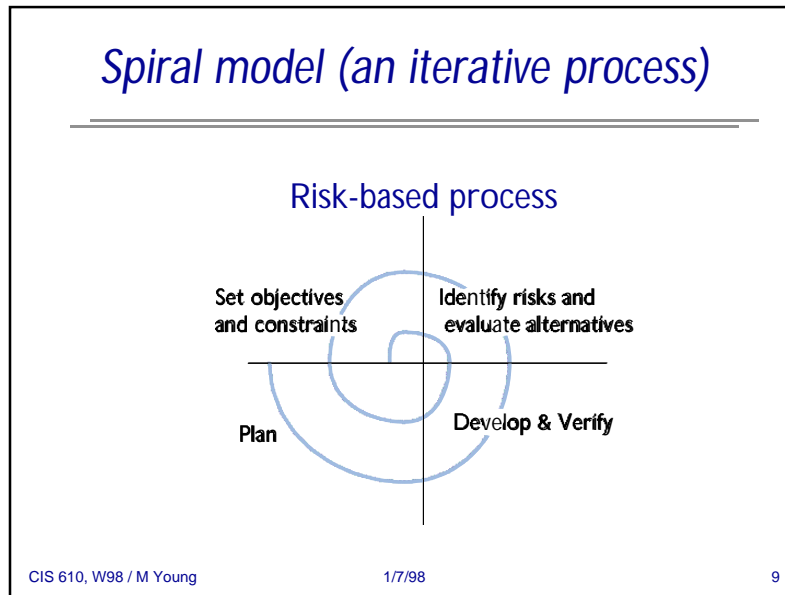 Spiral model (an iterative process)
Risk-based process
Set objectives
and constraints
Identify risks and
evaluate alternatives
Plan
Develop & Verify
CIS 610, W98 / M Young
1/7/98
9